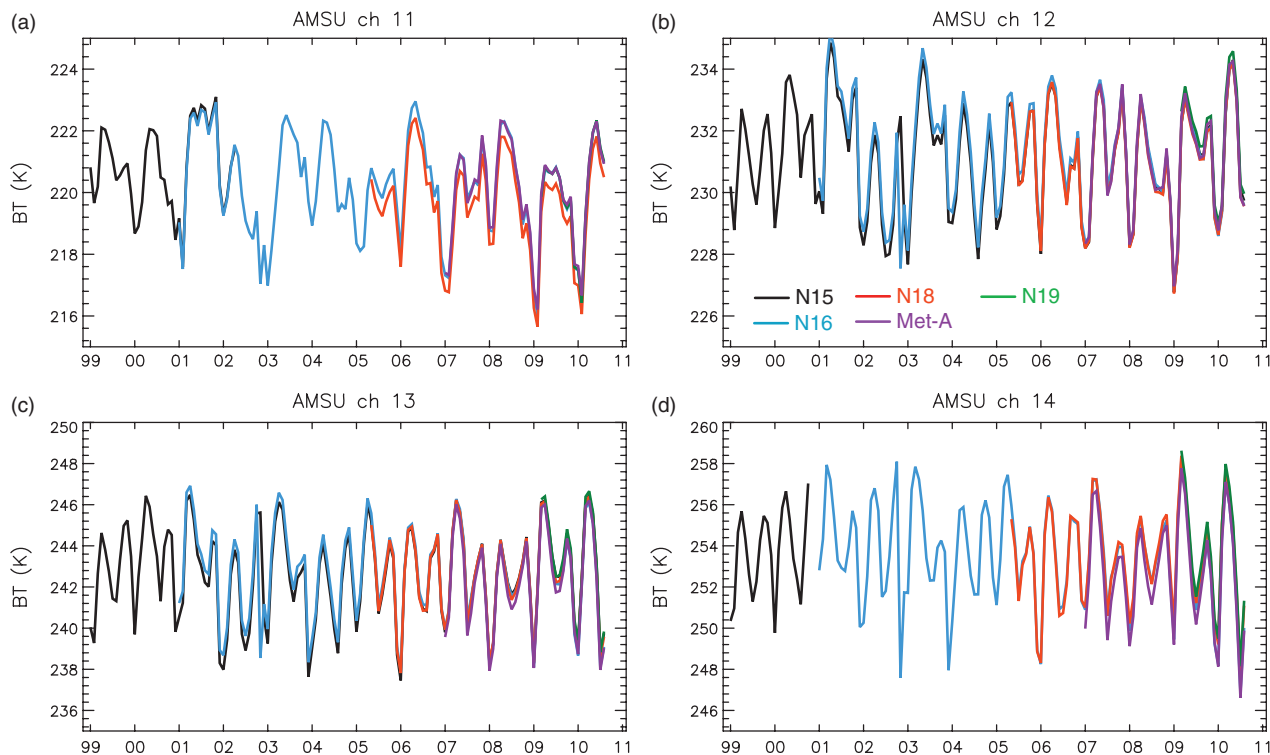 (a) AMSU ch 11
BT (K)
224
222
220
218
216
99 00 01 02 03 04 05 06 07 08 09 10 11
(b) AMSU ch 12
BT (K)
234
232
230
228
226
N15 N18 N19
N16 Met-A
99 00 01 02 03 04 05 06 07 08 09 10 11
(c) AMSU ch 13
BT (K)
250
248
246
244
242
240
238
236
99 00 01 02 03 04 05 06 07 08 09 10 11
(d) AMSU ch 14
BT (K)
260
258
256
254
252
250
248
246
99 00 01 02 03 04 05 06 07 08 09 10 11